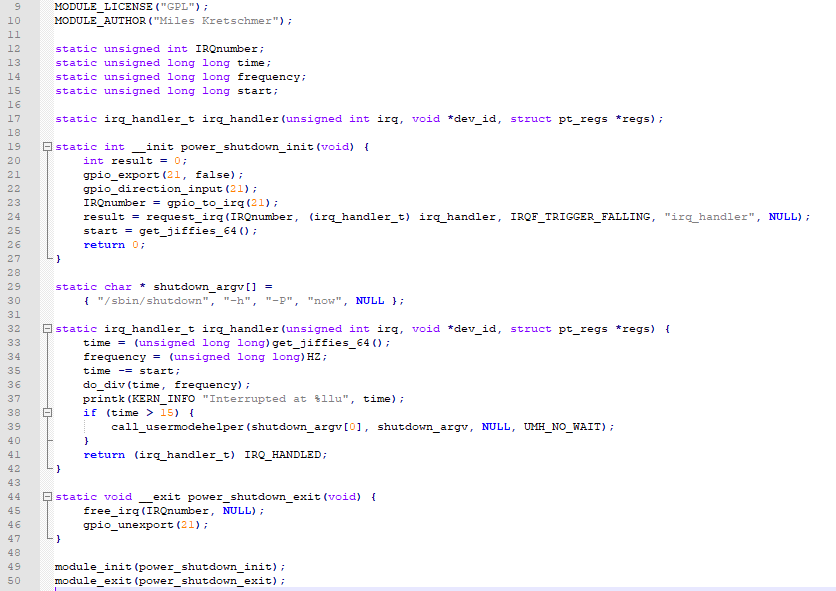 9 MODULE_LICENSE("GPL");
10 MODULE_AUTHOR("Miles Kretschmer");
11
12 static unsigned int IRQnumber;
13 static unsigned long long time;
14 static unsigned long long frequency;
15 static unsigned long long start;
16
17 static irq_handler_t irq_handler(unsigned int irq, void *dev_id, struct pt_regs *regs);
18
19 static int __init power_shutdown_init(void) {
20     int result = 0;
21     gpio_export(21, false);
22     gpio_direction_input(21);
23     IRQnumber = gpio_to_irq(21);
24     result = request_irq(IRQnumber, (irq_handler_t) irq_handler, IRQF_TRIGGER_FALLING, "irq_handler", NULL);
25     start = get_jiffies_64();
26     return 0;
27 }
28
29 static char * shutdown_argv[] =
30     { "/sbin/shutdown", "-h", "-P", "now", NULL };
31
32 static irq_handler_t irq_handler(unsigned int irq, void *dev_id, struct pt_regs *regs) {
33     time = (unsigned long long)get_jiffies_64();
34     frequency = (unsigned long long)HZ;
35     time -= start;
36     do_div(time, frequency);
37     printk(KERN_INFO "Interrupted at %llu", time);
38     if (time > 15) {
39         call_usermodehelper(shutdown_argv[0], shutdown_argv, NULL, UMH_NO_WAIT);
40     }
41     return (irq_handler_t) IRQ_HANDLED;
42 }
43
44 static void __exit power_shutdown_exit(void) {
45     free_irq(IRQnumber, NULL);
46     gpio_unexport(21);
47 }
48
49 module_init(power_shutdown_init);
50 module_exit(power_shutdown_exit);